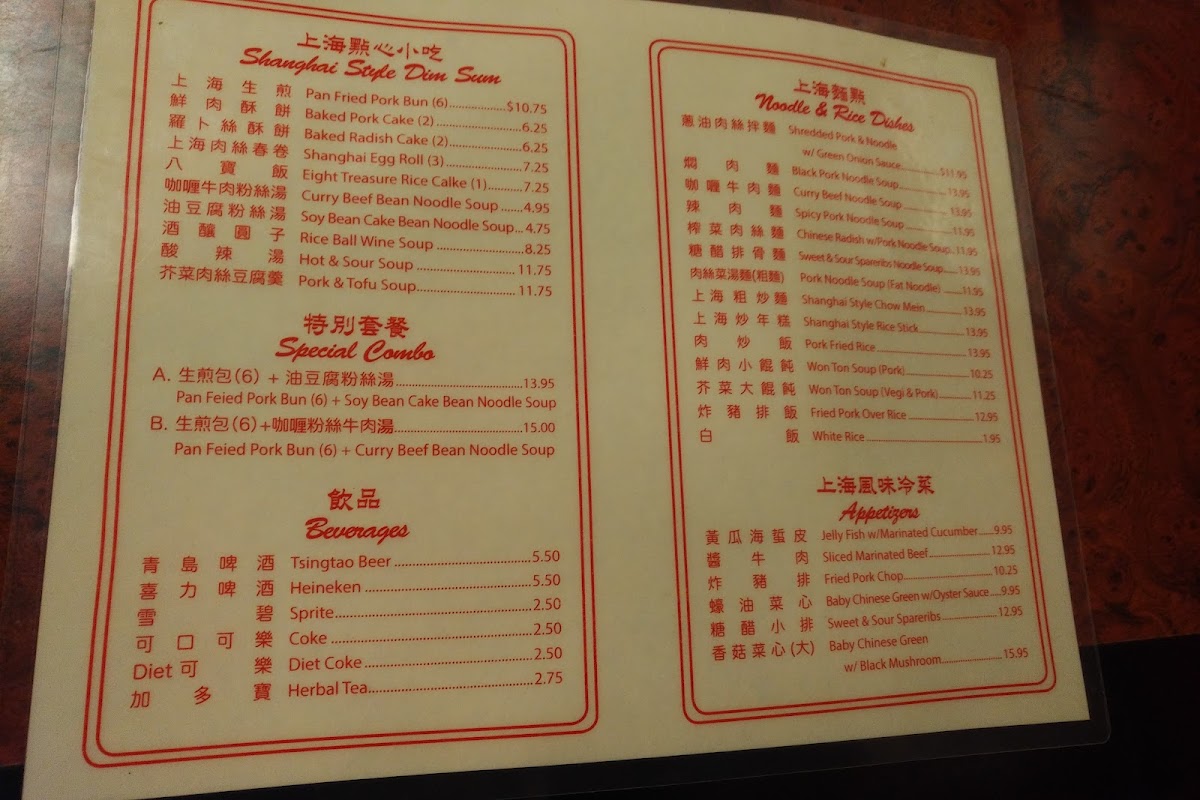 上海點心小吃
Shanghai Style Dim Sum
上海生煎 Pan Fried Pork Bun (6)................$10.75
鮮肉酥餅 Baked Pork Cake (2)........................6.25
羅卜絲酥餅 Baked Radish Cake (2)....................6.25
上海肉絲春卷 Shanghai Egg Roll (3)......................7.25
八寶飯 Eight Treasure Rice Calke (1)..........7.25
咖喱牛肉粉絲湯 Curry Beef Bean Noodle Soup.......4.95
油豆腐粉絲湯 Soy Bean Cake Bean Noodle Soup...4.75
酒釀圓子 Rice Ball Wine Soup........................8.25
酸辣湯 Hot & Sour Soup............................11.75
芥菜肉絲豆腐羹 Pork & Tofu Soup............................11.75
特別套餐
Special Combo
A. 生煎包(6) + 油豆腐粉絲湯................................13.95
Pan Feied Pork Bun (6) + Soy Bean Cake Bean Noodle Soup
B. 生煎包(6)+咖喱粉絲牛肉湯................................15.00
Pan Feied Pork Bun (6) + Curry Beef Bean Noodle Soup
飲品
Beverages
青島啤酒 Tsingtao Beer................................5.50
喜力啤酒 Heineken................................5.50
雪碧 Sprite................................2.50
可口可樂 Coke................................2.50
Diet可樂 Diet Coke................................2.50
加多寶 Herbal Tea................................2.75
上海麵點
Noodle & Rice Dishes
蔥油肉絲拌麵 Shredded Pork & Noodle
w/ Green Onion Sauce............$11.95
燜肉麵 Black Pork Noodle Soup................13.95
咖喱牛肉麵 Curry Beef Noodle Soup................13.95
辣肉麵 Spicy Pork Noodle Soup................11.95
榨菜肉絲麵 Chinese Radish w/Pork Noodle Soup..11.95
糖醋排骨麵 Sweet & Sour Spareribs Noodle Soup.....13.95
肉絲菜湯麵(粗麵) Pork Noodle Soup (Fat Noodle)......11.95
上海粗炒麵 Shanghai Style Chow Mein............13.95
上海炒年糕 Shanghai Style Rice Stick................13.95
肉炒飯 Pork Fried Rice................................13.95
鮮肉小餛飩 Won Ton Soup (Pork)................10.25
芥菜大餛飩 Won Ton Soup (Vegi & Pork)..........11.25
炸豬排飯 Fried Pork Over Rice....................12.95
白飯 White Rice................................1.95
上海風味冷菜
Appetizers
黃瓜海蜇皮 Jelly Fish w/Marinated Cucumber.....9.95
醬牛肉 Sliced Marinated Beef................12.95
炸豬排 Fried Pork Chop........................10.25
蠔油菜心 Baby Chinese Green w/Oyster Sauce....9.95
糖醋小排 Sweet & Sour Spareribs................12.95
香菇菜心(大) Baby Chinese Green
w/ Black Mushroom................15.95